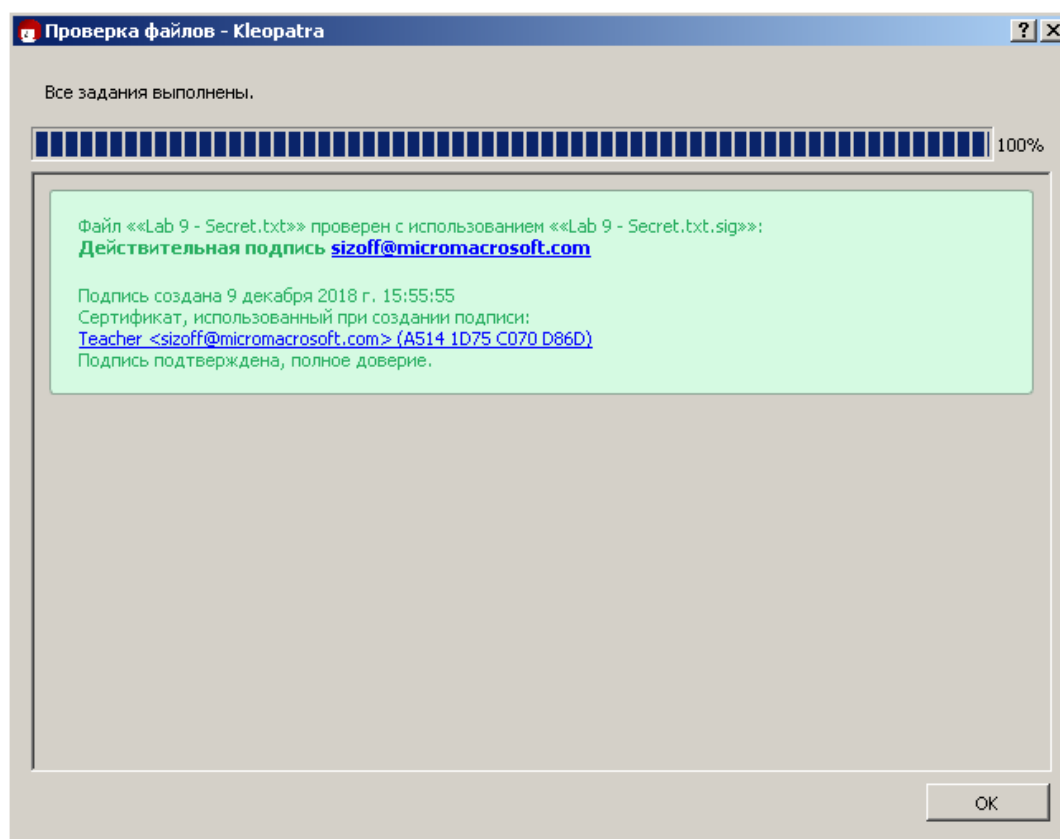 Проверка файлов - Kleopatra
Все задания выполнены.
100%
Файл ««Lab 9 - Secret.txt»» проверен с использованием ««Lab 9 - Secret.txt.sig»»:
Действительная подпись sizoff@micromacrosoft.com
Подпись создана 9 декабря 2018 г. 15:55:55
Сертификат, использованный при создании подписи:
Teacher <sizoff@micromacrosoft.com> (A514 1D75 C070 D86D)
Подпись подтверждена, полное доверие.
OK